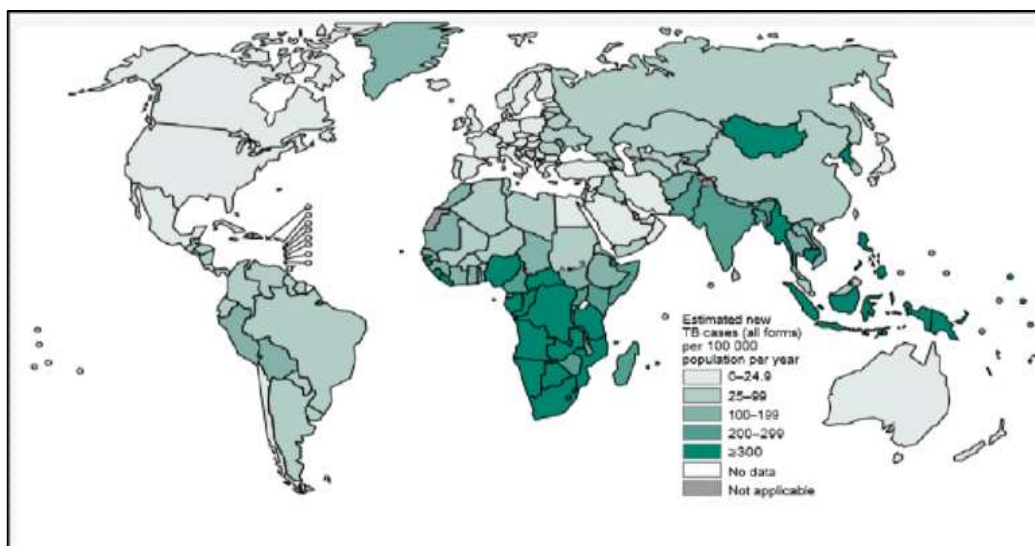 Estimated new
TB cases (all forms)
per 100 000
population per year
0–24.9
25–99
100–199
200–299
≥300
No data
Not applicable